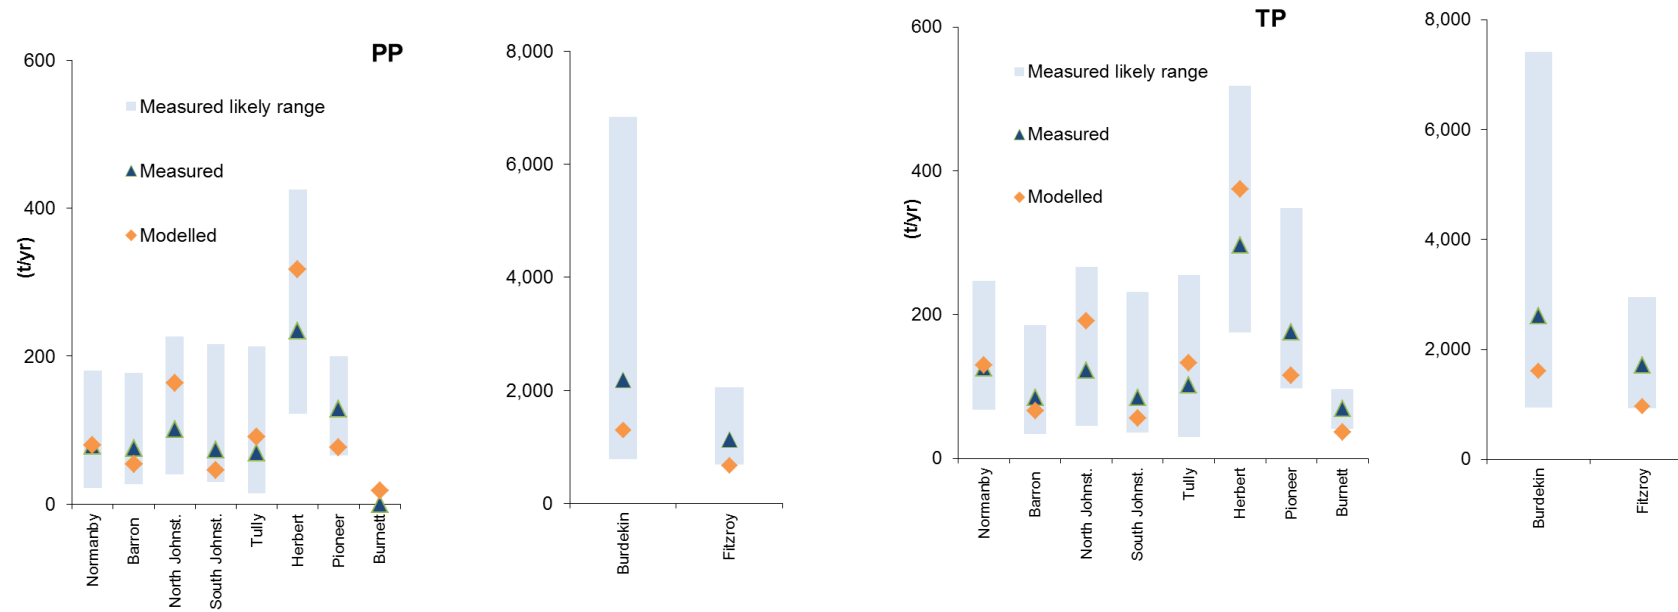 PP
600
400
200
0
(t/yr)
Measured likely range
Measured
Modelled
Normanby
Barron
North Johnst.
South Johnst.
Tully
Herbert
Pioneer
Burnett
8,000
6,000
4,000
2,000
0
Burdekin
Fitzroy
TP
600
400
200
0
(t/yr)
Measured likely range
Measured
Modelled
Normanby
Barron
North Johnst.
South Johnst.
Tully
Herbert
Pioneer
Burnett
8,000
6,000
4,000
2,000
0
Burdekin
Fitzroy